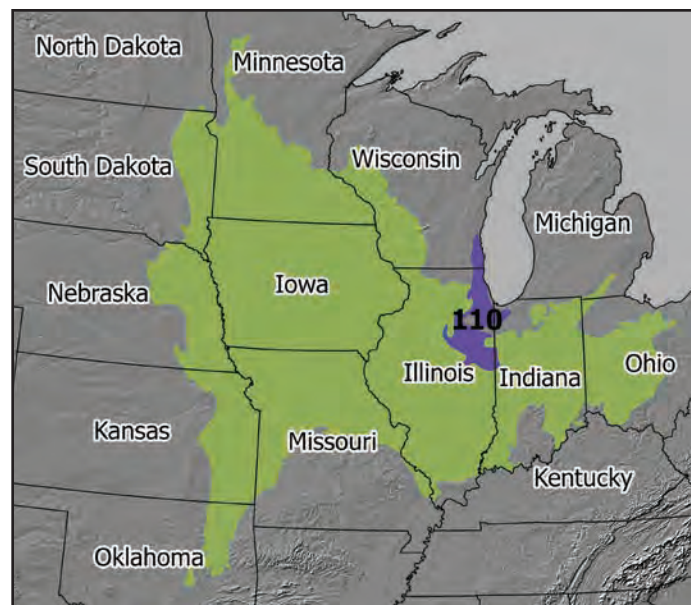 North Dakota
Minnesota
South Dakota
Wisconsin
Michigan
Nebraska
Iowa
110
Illinois
Indiana
Ohio
Kansas
Missouri
Kentucky
Oklahoma